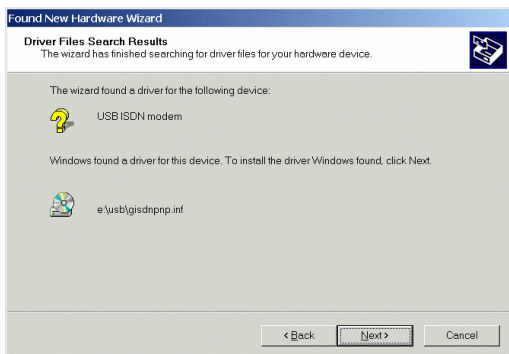 Found New Hardware Wizard
Driver Files Search Results
The wizard has finished searching for driver files for your hardware device.
The wizard found a driver for the following device:
USB ISDN modem
Windows found a driver for this device. To install the driver Windows found, click Next.
e:\usb\gisdnpnp.inf
< Back Next > Cancel